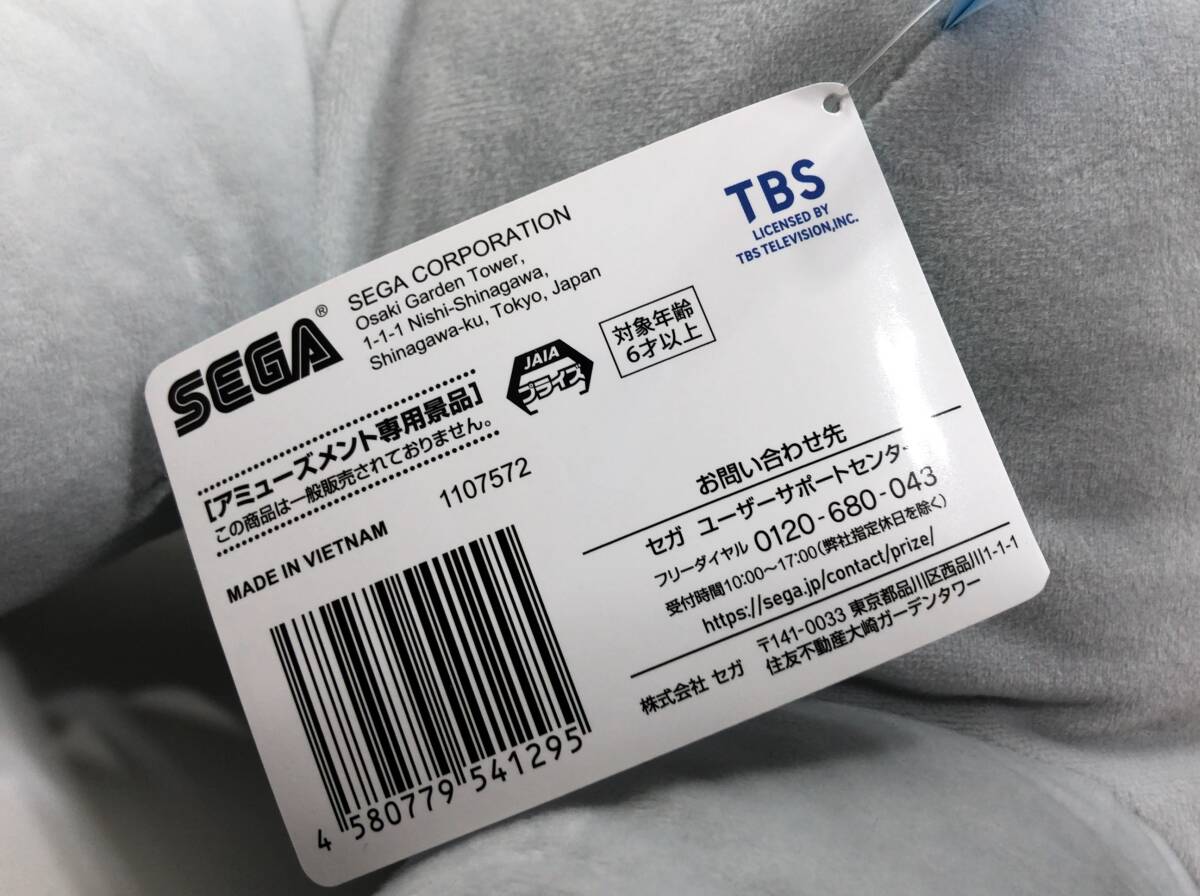 TBS
LICENSED BY
TBS TELEVISION,INC.
SEGA®
SEGA CORPORATION
Osaki Garden Tower,
1-1-1 Nishi-Shinagawa,
Shinagawa-ku, Tokyo, Japan
[アミューズメント専用景品]
この商品は一般販売されておりません。
JAIA
プライズ
対象年齢
6才以上
MADE IN VIETNAM
1107572
4 580779 541295
お問い合わせ先
セガ ユーザーサポートセンター
フリーダイヤル 0120-680-043
受付時間10:00~17:00(弊社指定休日を除く)
https://sega.jp/contact/prize/
株式会社 セガ
〒141-0033 東京都品川区西品川1-1-1
住友不動産大崎ガーデンタワー